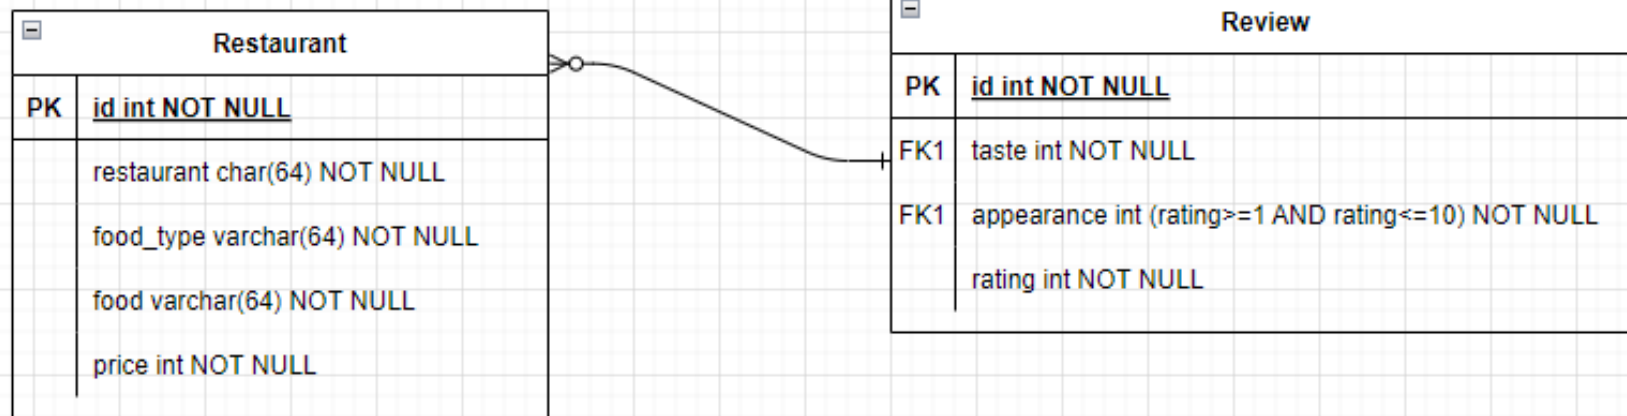 Restaurant
PK id int NOT NULL
restaurant char(64) NOT NULL
food_type varchar(64) NOT NULL
food varchar(64) NOT NULL
price int NOT NULL
Review
PK id int NOT NULL
FK1 taste int NOT NULL
FK1 appearance int (rating>=1 AND rating<=10) NOT NULL
rating int NOT NULL